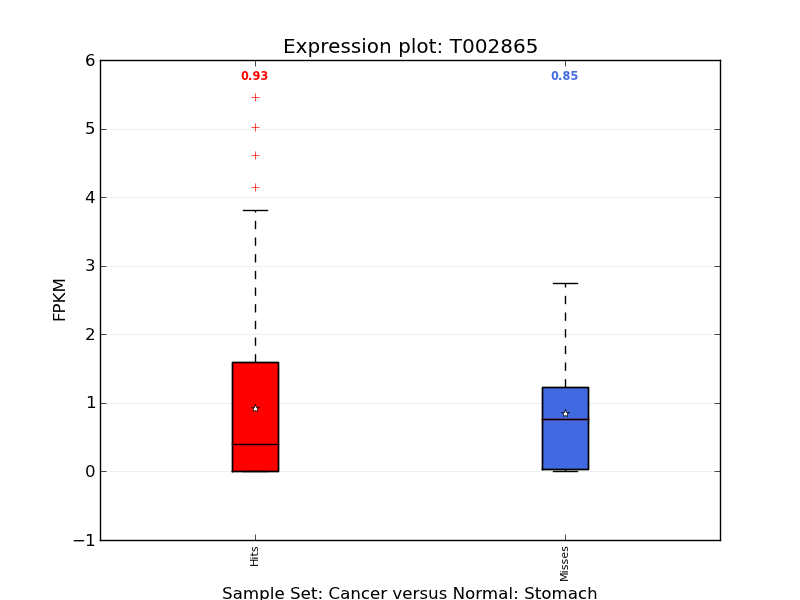 Expression plot: T002865
6
0.93
0.85
5
4
3
2
1
0
−1
FPKM
Hits
Misses
Sample Set: Cancer versus Normal: Stomach